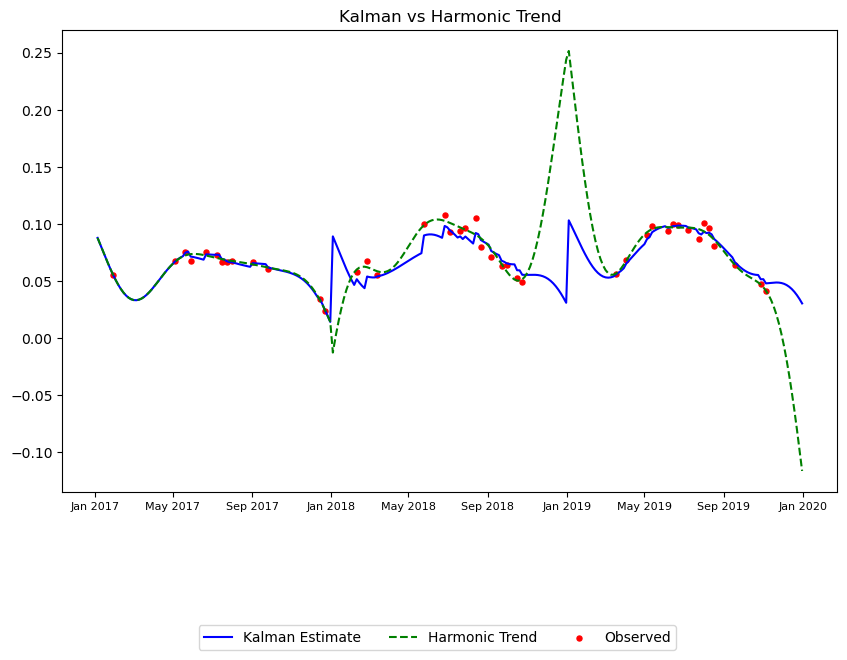 Kalman vs Harmonic Trend
0.25
0.20
0.15
0.10
0.05
0.00
−0.05
−0.10
Jan 2017 May 2017 Sep 2017 Jan 2018 May 2018 Sep 2018 Jan 2019 May 2019 Sep 2019 Jan 2020
Kalman Estimate Harmonic Trend Observed